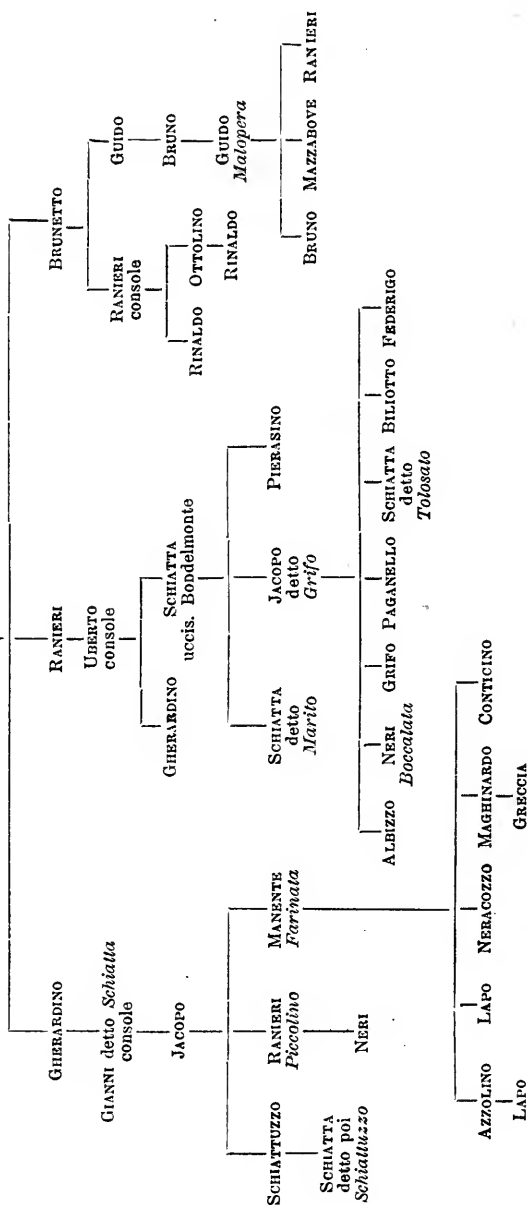 GHERARDINO
GIANNI detto Schiatta
console
JACOPO
SCHIATTUZZO
SCHIATTA
detto poi
Schiattuzzo
RANIERI
Piccolino
NERI
MANENTE
Farinata
AZZOLINO
LAPO
LAPO
NERACOZZO
MAGHINARDO
GRECCIA
CONTICINO
RANIERI
UBERTO
console
GHERARDINO
SCHIATTA
uccis. Bondelmonte
SCHIATTA
detto
Marito
JACOPO
detto
Grifo
PIERASINO
ALBIZZO
NERI
Boccalata
GRIFO
PAGANELLO
SCHIATTA
detto
Tolosato
BILIOTTO
FEDERIGO
BRUNETTO
RANIERI
console
RINALDO
OTTOLINO
RINALDO
GUIDO
BRUNO
GUIDO
Malopera
BRUNO
MAZZABOVE
RANIERI